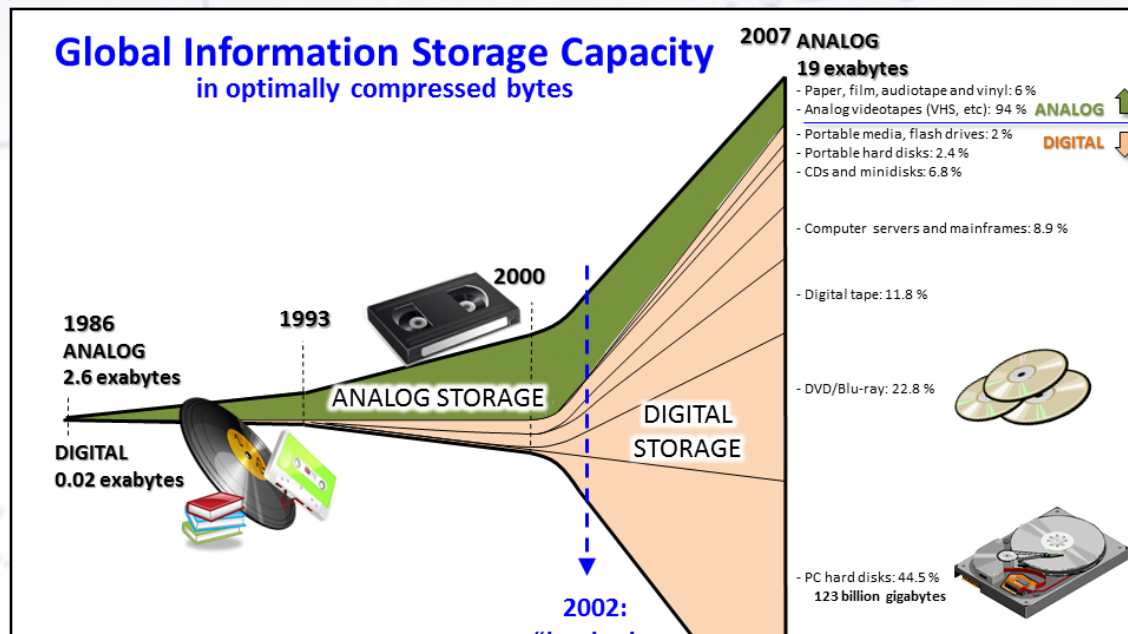 Global Information Storage Capacity
in optimally compressed bytes
2007 ANALOG
19 exabytes
- Paper, film, audiotape and vinyl: 6 %
- Analog videotapes (VHS, etc): 94 %
ANALOG
- Portable media, flash drives: 2 %
DIGITAL
- Portable hard disks: 2.4 %
- CDs and minidisks: 6.8 %
- Computer servers and mainframes: 8.9 %
- Digital tape: 11.8 %
- DVD/Blu-ray: 22.8 %
- PC hard disks: 44.5 %
123 billion gigabytes
2000
1993
1986
ANALOG
2.6 exabytes
ANALOG STORAGE
DIGITAL
STORAGE
DIGITAL
0.02 exabytes
2002: